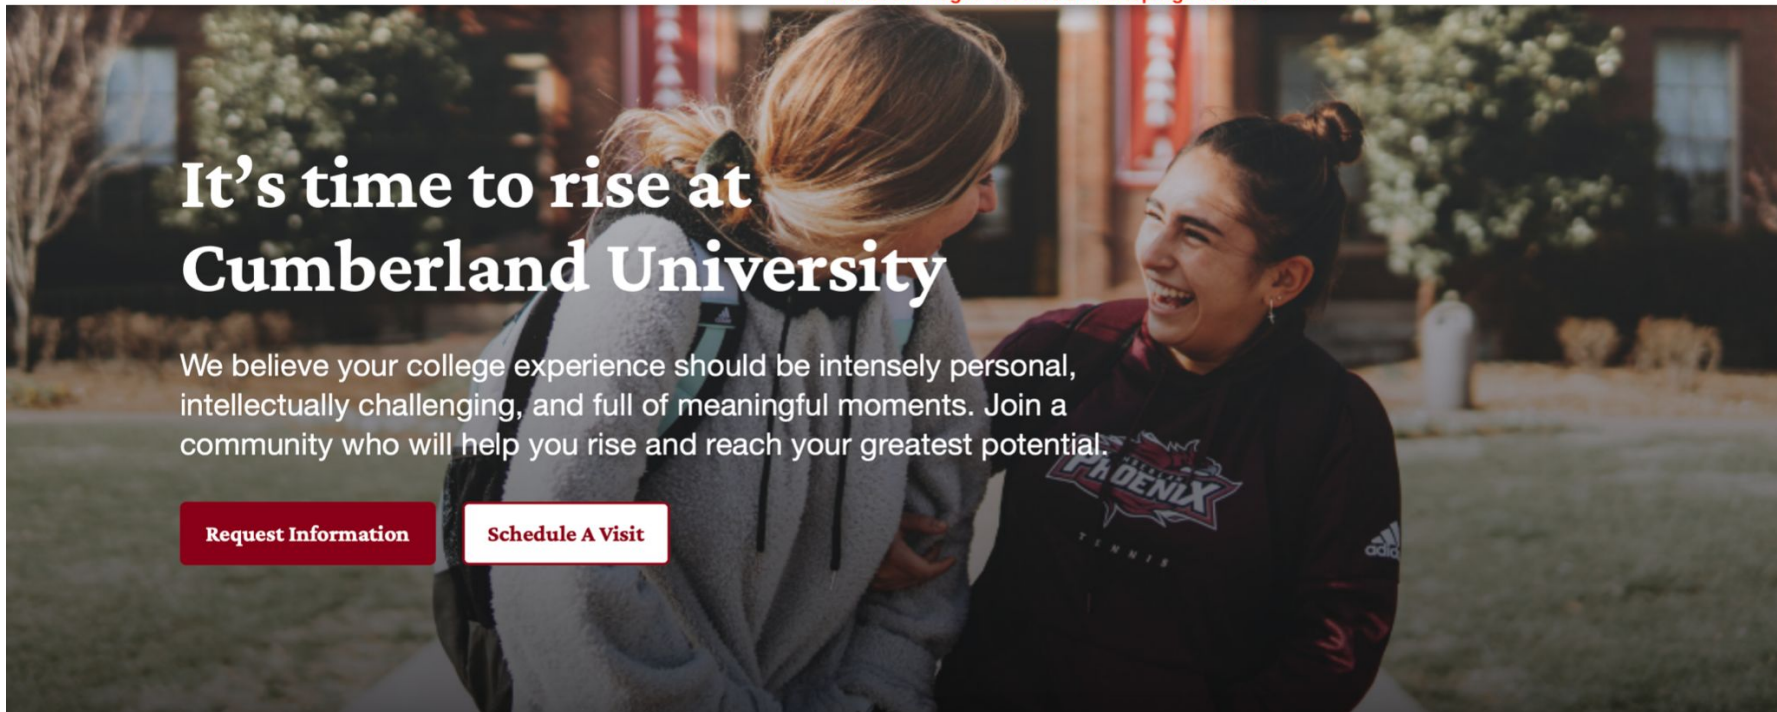 It’s time to rise at
Cumberland University
We believe your college experience should be intensely personal,
intellectually challenging, and full of meaningful moments. Join a
community who will help you rise and reach your greatest potential.
PHOENIX
TENNIS
adidas
Request Information
Schedule A Visit